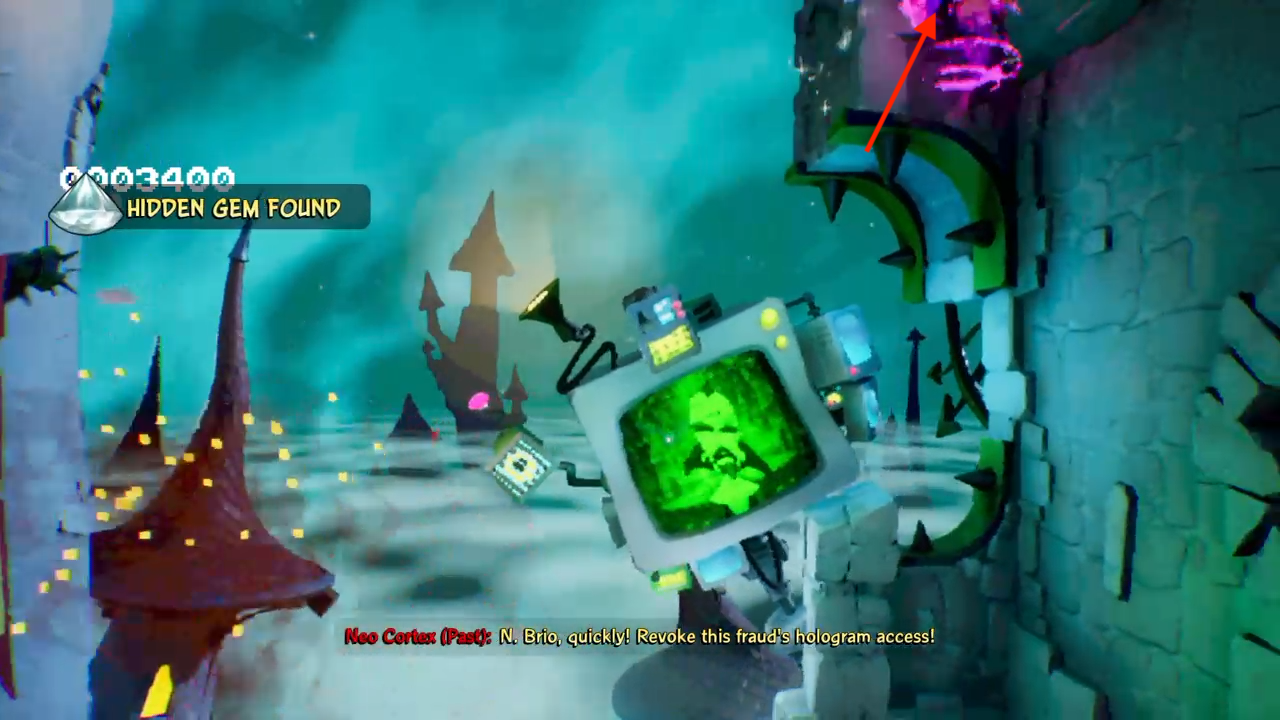 0003400
HIDDEN GEM FOUND
Neo Cortex (Past): N. Brio, quickly! Revoke this fraud's hologram access!